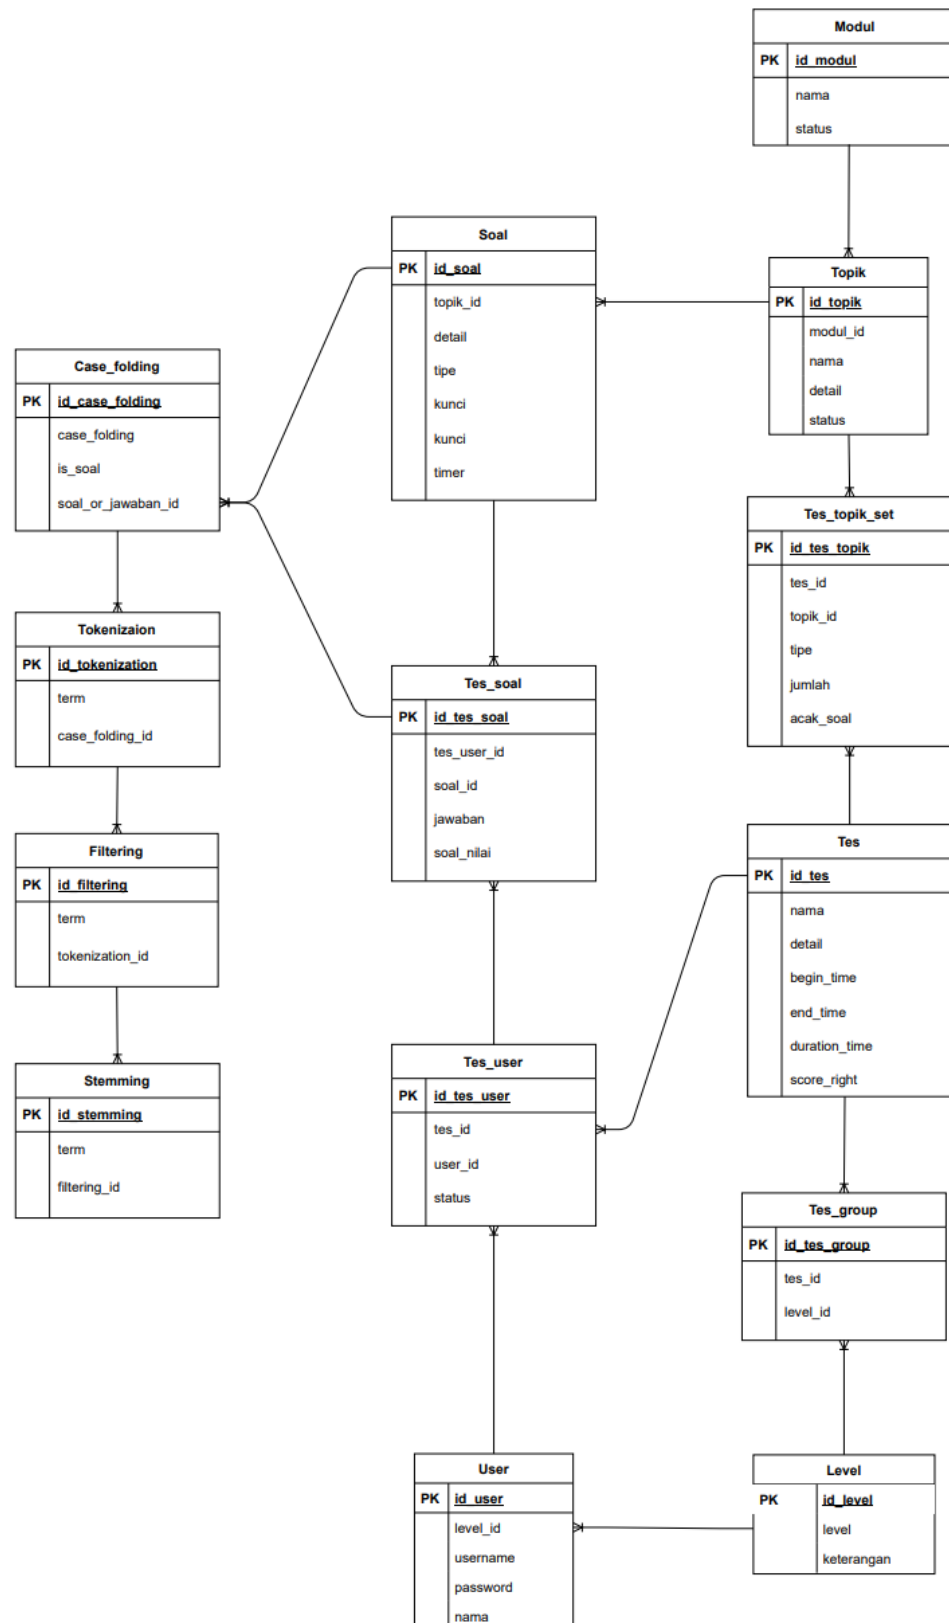 Modul
PK id_modul
nama
status
Soal
PK id_soal
topik_id
detail
tipe
kunci
kunci
timer
Topik
PK id_topik
modul_id
nama
detail
status
Case_folding
PK id_case_folding
case_folding
is_soal
soal_or_jawaban_id
Tes_topik_set
PK id_tes_topik
tes_id
topik_id
tipe
jumlah
acak_soal
Tokenizaion
PK id_tokenization
term
case_folding_id
Tes_soal
PK id_tes_soal
tes_user_id
soal_id
jawaban
soal_nilai
Filtering
PK id_filtering
term
tokenization_id
Tes
PK id_tes
nama
detail
begin_time
end_time
duration_time
score_right
Stemming
PK id_stemming
term
filtering_id
Tes_user
PK id_tes_user
tes_id
user_id
status
Tes_group
PK id_tes_group
tes_id
level_id
User
PK id_user
level_id
username
password
nama
Level
PK id_level
level
keterangan